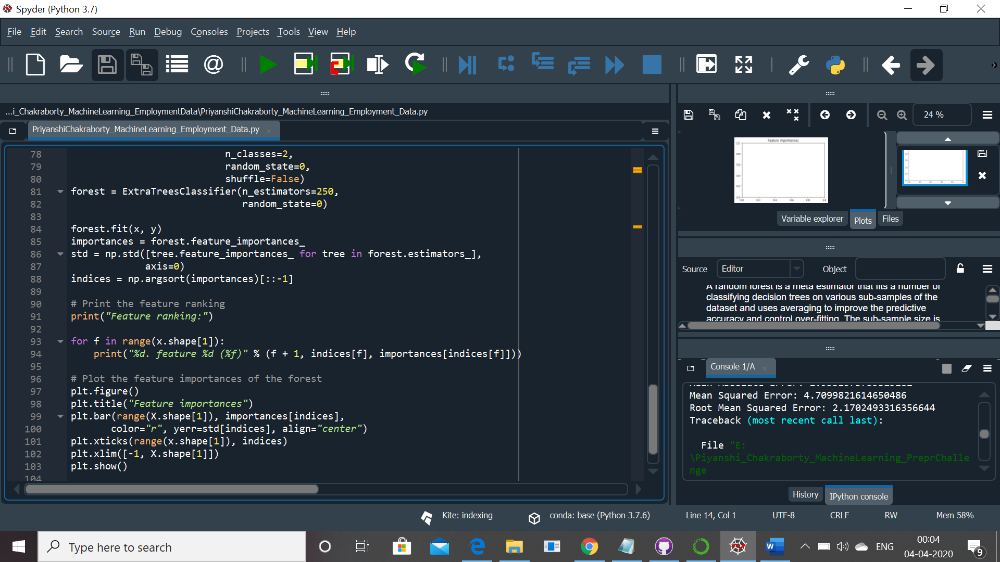 Spyder (Python 3.7)
File Edit Search Source Run Debug Consoles Projects Tools View Help
...i_Chakraborty_MachineLearning_EmploymentData\PriyanshiChakraborty_MachineLearning_Employment_Data.py
PriyanshiChakraborty_MachineLearning_Employment_Data.py
78 n_classes=2,
79 random_state=0,
80 shuffle=False)
81 forest = ExtraTreesClassifier(n_estimators=250,
82 random_state=0)
83
84 forest.fit(x, y)
85 importances = forest.feature_importances_
86 std = np.std([tree.feature_importances_ for tree in forest.estimators_],
87 axis=0)
88 indices = np.argsort(importances)[::-1]
89
90 # Print the feature ranking
91 print("Feature ranking:")
92
93 for f in range(x.shape[1]):
94 print("%d. feature %d (%f)" % (f + 1, indices[f], importances[indices[f]]))
95
96 # Plot the feature importances of the forest
97 plt.figure()
98 plt.title("Feature importances")
99 plt.bar(range(X.shape[1]), importances[indices],
100 color="r", yerr=std[indices], align="center")
101 plt.xticks(range(x.shape[1]), indices)
102 plt.xlim([-1, X.shape[1]])
103 plt.show()
104
24 %
Feature importances
Variable explorer Plots Files
Source Editor Object
A random forest is a meta estimator that fits a number of
classifying decision trees on various sub-samples of the
dataset and uses averaging to improve the predictive
accuracy and control over-fitting. The sub-sample size is
Console 1/A
Mean Absolute Error:
Mean Squared Error: 4.7099821614650486
Root Mean Squared Error: 2.1702493316356644
Traceback (most recent call last):
File "E:
\Piyanshi_Chakraborty_MachineLearning_PreprChalle
nge
History IPython console
Kite: indexing conda: base (Python 3.7.6) Line 14, Col 1 UTF-8 CRLF RW Mem 58%
Type here to search
ENG
00:04
04-04-2020
9